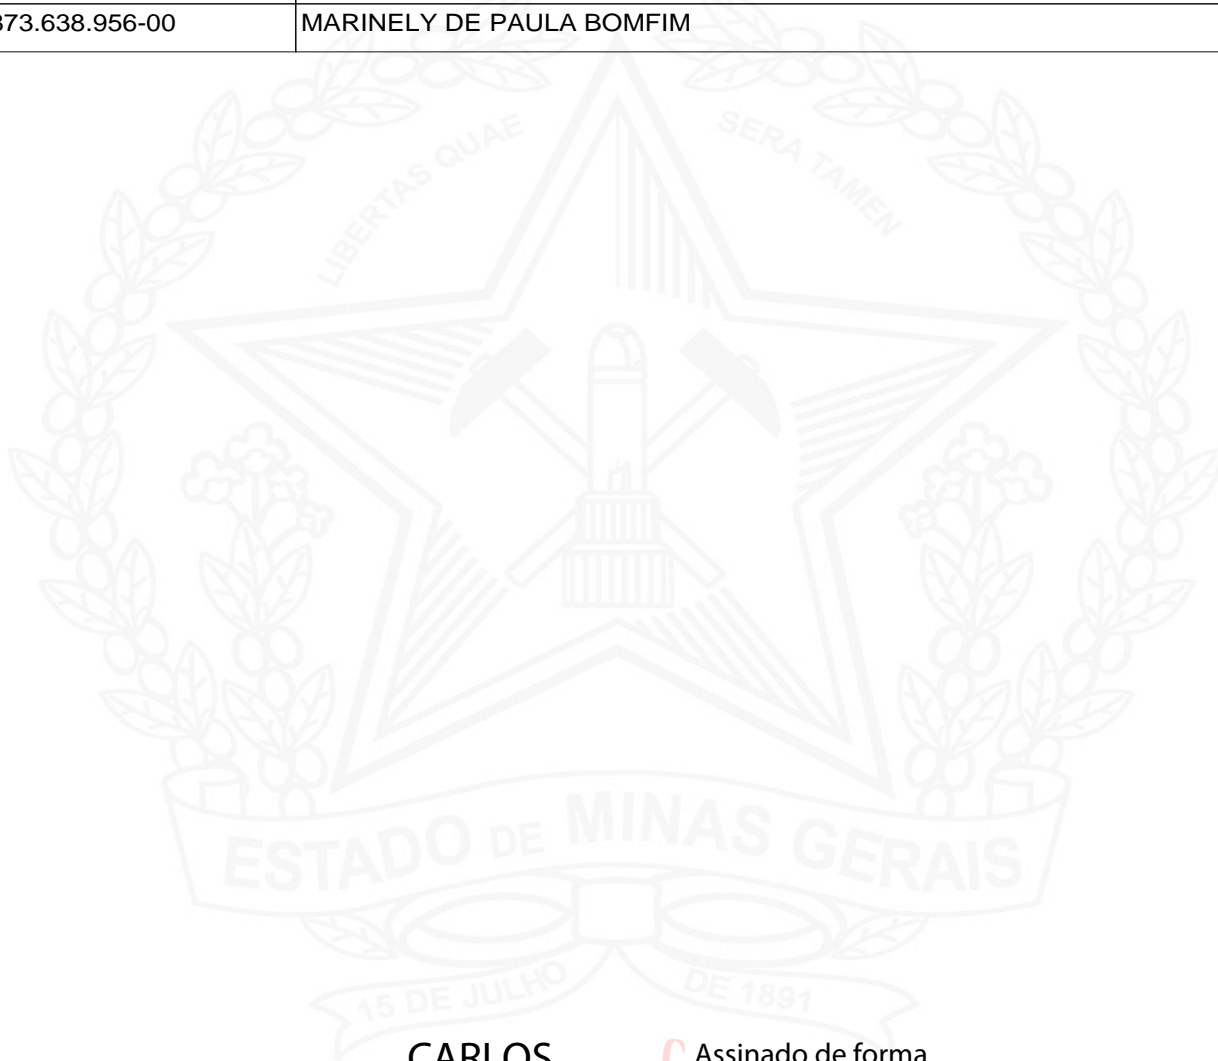 873.638.956-00 MARINELY DE PAULA BOMFIM
LIBERTAS QUAE SERA TAMEN
ESTADO DE MINAS GERAIS
15 DE JULHO DE 1891
CARLOS
Assinado de forma